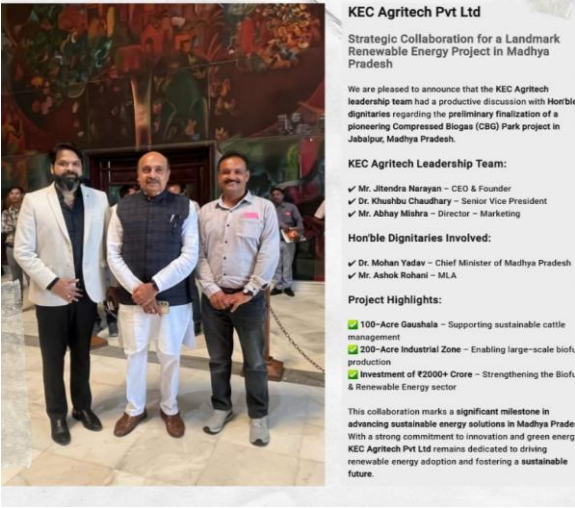 KEC Agritech Pvt Ltd
Strategic Collaboration for a Landmark
Renewable Energy Project in Madhya
Pradesh
We are pleased to announce that the KEC Agritech
leadership team had a productive discussion with Hon'ble
dignitaries regarding the preliminary finalization of a
pioneering Compressed Biogas (CBG) Park project in
Jabalpur, Madhya Pradesh.
KEC Agritech Leadership Team:
✔ Mr. Jitendra Narayan – CEO & Founder
✔ Dr. Khushbu Chaudhary – Senior Vice President
✔ Mr. Abhay Mishra – Director – Marketing
Hon'ble Dignitaries Involved:
✔ Dr. Mohan Yadav – Chief Minister of Madhya Pradesh
✔ Mr. Ashok Rohani – MLA
Project Highlights:
✅ 100-Acre Gaushala – Supporting sustainable cattle
management
✅ 200-Acre Industrial Zone – Enabling large-scale biofu
production
✅ Investment of ₹2000+ Crore – Strengthening the Biofu
& Renewable Energy sector
This collaboration marks a significant milestone in
advancing sustainable energy solutions in Madhya Prade
With a strong commitment to innovation and green energ
KEC Agritech Pvt Ltd remains dedicated to driving
renewable energy adoption and fostering a sustainable
future.